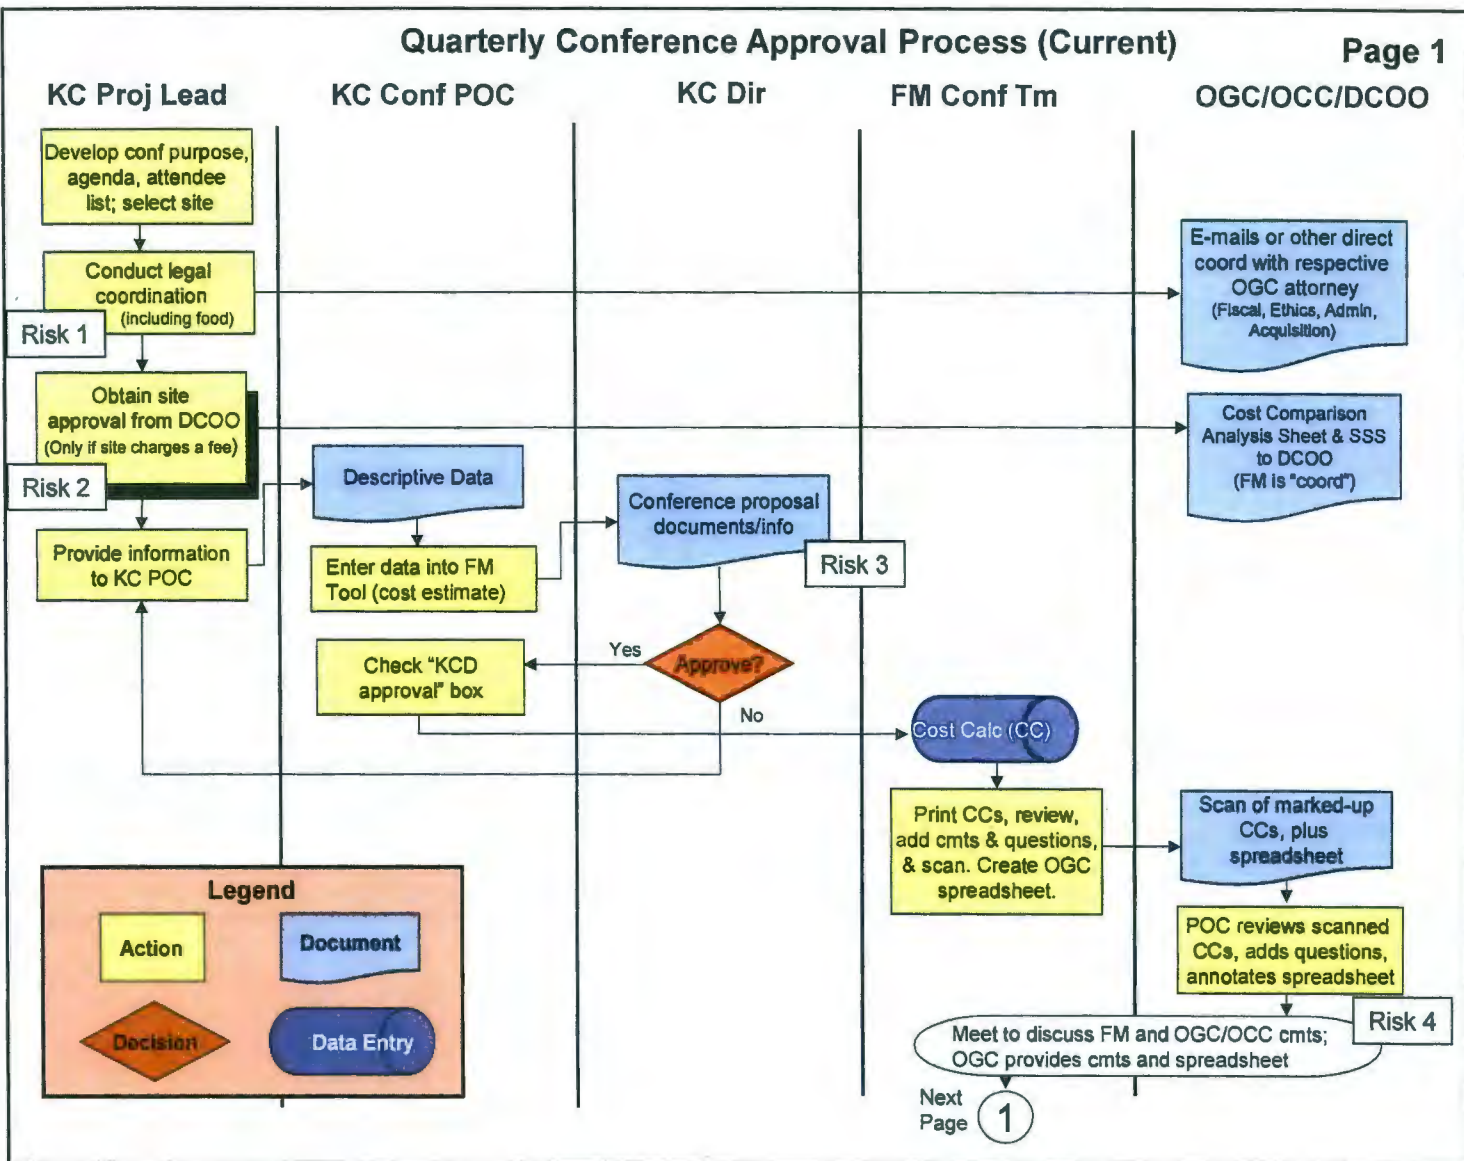 Quarterly Conference Approval Process (Current)
Page 1
KC Proj Lead
KC Conf POC
KC Dir
FM Conf Tm
OGC/OCC/DCOO
Develop conf purpose,
agenda, attendee
list; select site
Conduct legal
coordination
(including food)
Risk 1
E-mails or other direct
coord with respective
OGC attorney
(Fiscal, Ethics, Admin,
Acquisition)
Obtain site
approval from DCOO
(Only if site charges a fee)
Risk 2
Cost Comparison
Analysis Sheet & SSS
to DCOO
(FM is "coord")
Provide information
to KC POC
Descriptive Data
Enter data into FM
Tool (cost estimate)
Conference proposal
documents/info
Risk 3
Approve?
Yes
No
Check "KCD
approval" box
Cost Calc (CC)
Print CCs, review,
add cmts & questions,
& scan. Create OGC
spreadsheet.
Scan of marked-up
CCs, plus
spreadsheet
POC reviews scanned
CCs, adds questions,
annotates spreadsheet
Risk 4
Meet to discuss FM and OGC/OCC cmts;
OGC provides cmts and spreadsheet
Next
Page
1
Legend
Action
Document
Decision
Data Entry